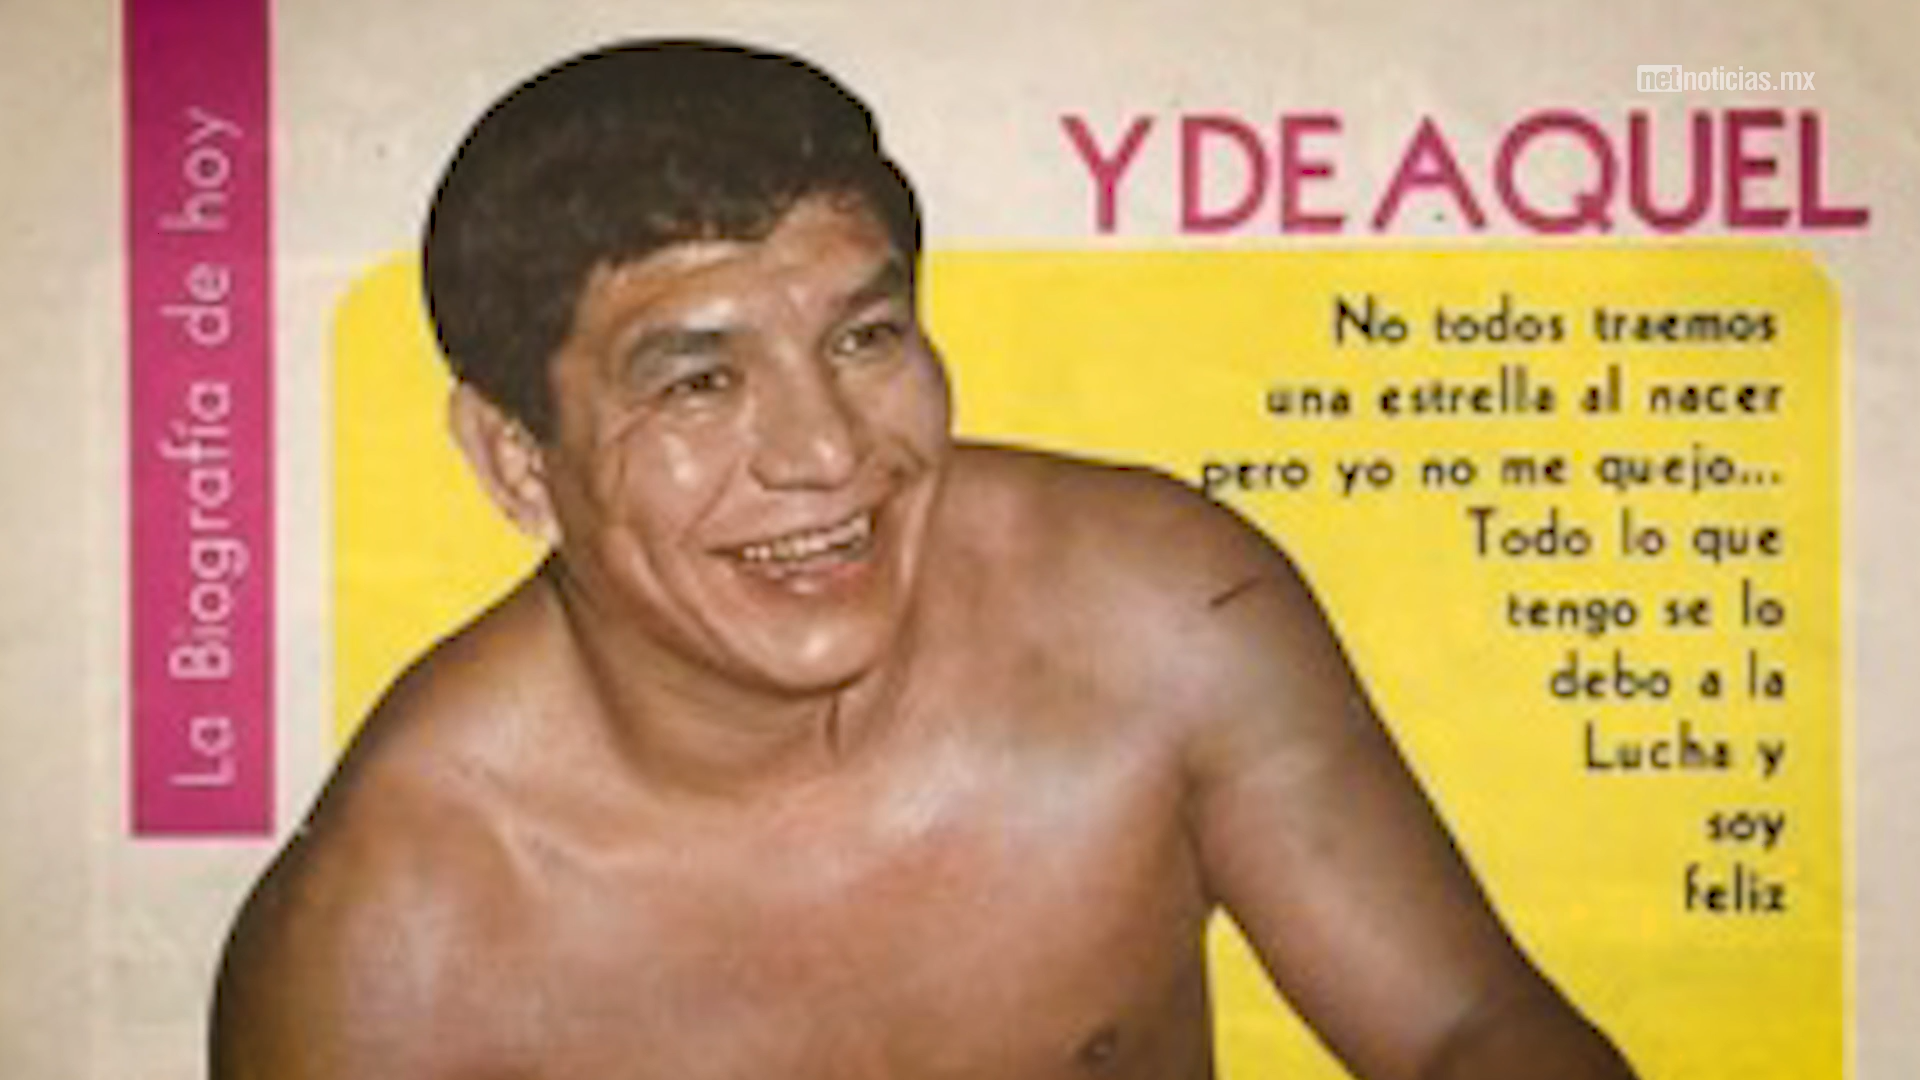 netnoticias.mx
Y DE AQUEL
La Biografía de hoy
No todos traemos
una estrella al nacer
pero yo no me quejo...
Todo lo que
tengo se lo
debo a la
Lucha y
soy
feliz